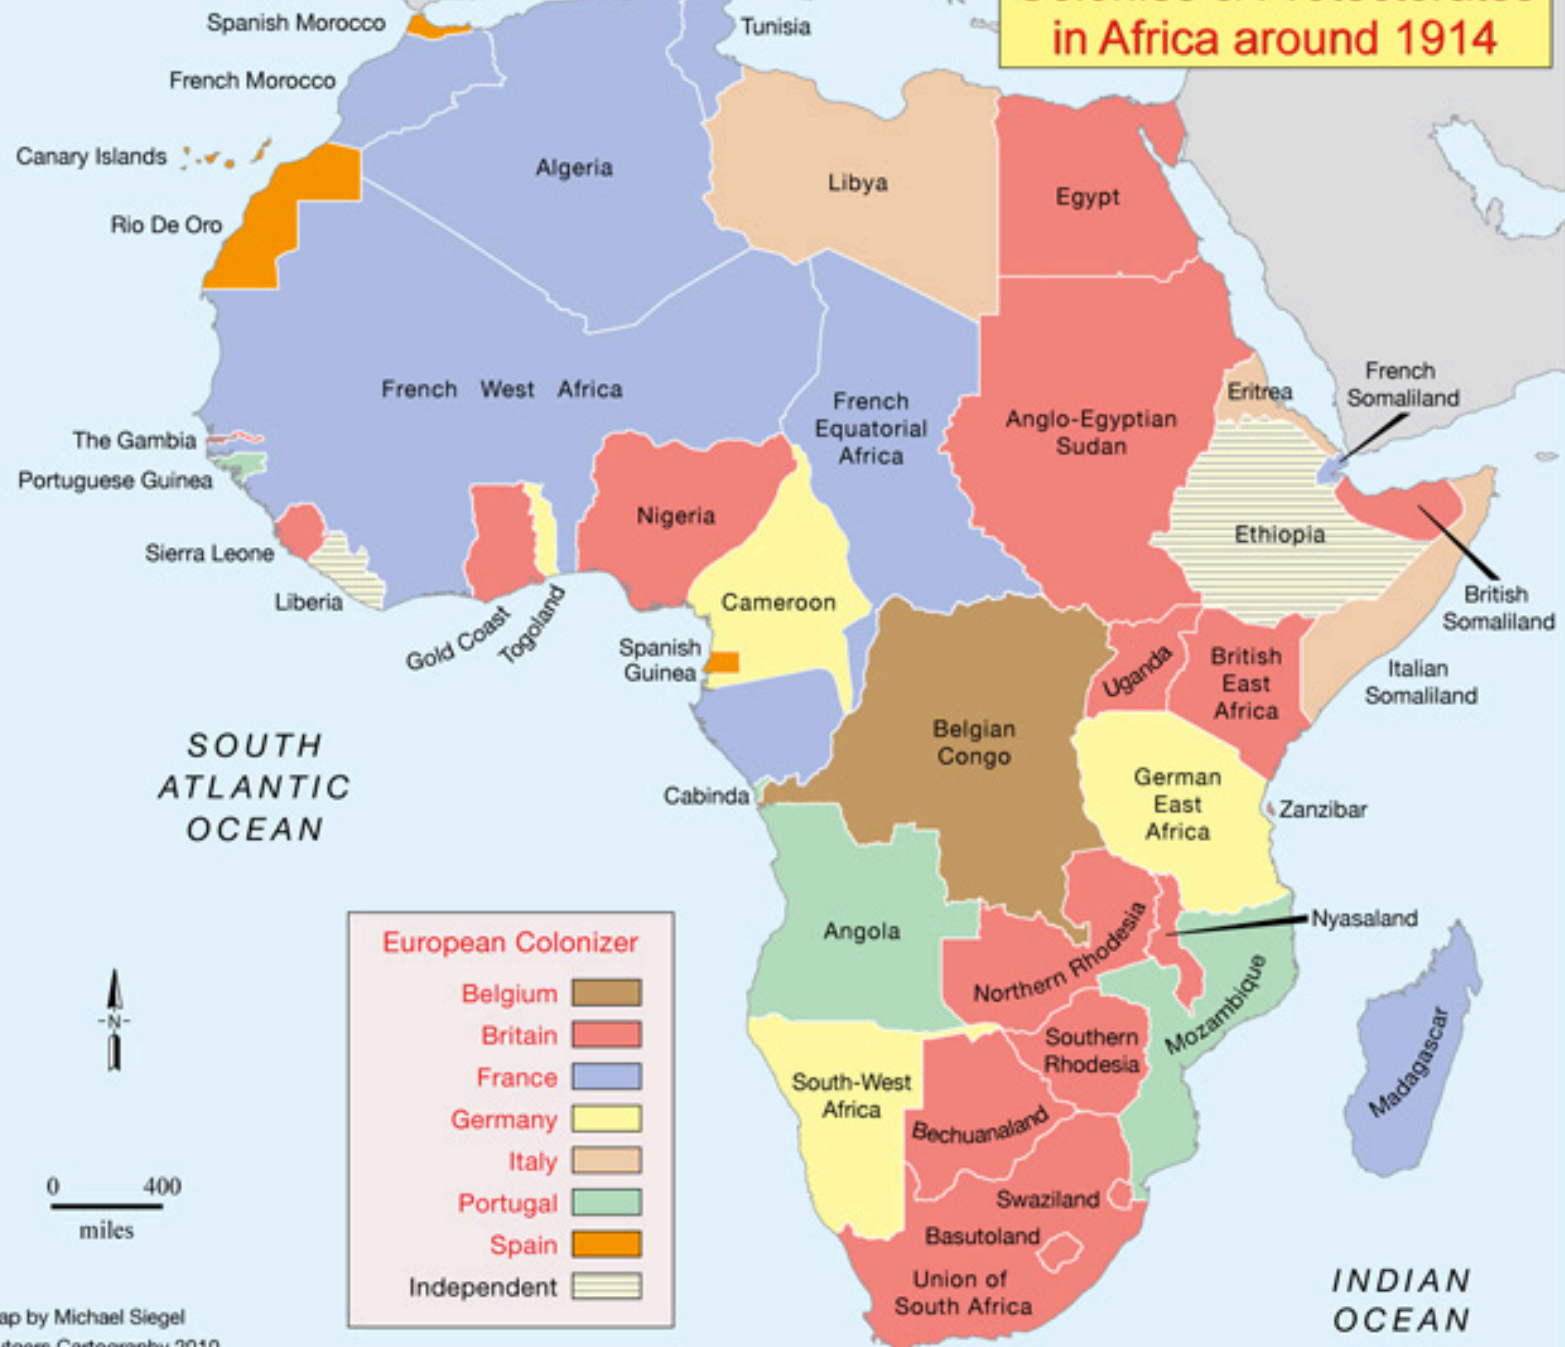 in Africa around 1914
Spanish Morocco
Tunisia
French Morocco
Canary Islands
Algeria
Libya
Egypt
Rio De Oro
French West Africa
French
Equatorial
Africa
Anglo-Egyptian
Sudan
Eritrea
French
Somaliland
The Gambia
Portuguese Guinea
Nigeria
Ethiopia
Sierra Leone
Liberia
Gold Coast
Togoland
Cameroon
British
Somaliland
Spanish
Guinea
Uganda
British
East
Africa
Italian
Somaliland
SOUTH
ATLANTIC
OCEAN
Belgian
Congo
German
East
Africa
Cabinda
Zanzibar
Angola
Northern Rhodesia
Nyasaland
Mozambique
Southern
Rhodesia
Madagascar
South-West
Africa
Bechuanaland
Swaziland
Basutoland
Union of
South Africa
INDIAN
OCEAN
European Colonizer
Belgium
Britain
France
Germany
Italy
Portugal
Spain
Independent
N
0 400
miles
ap by Michael Siegel